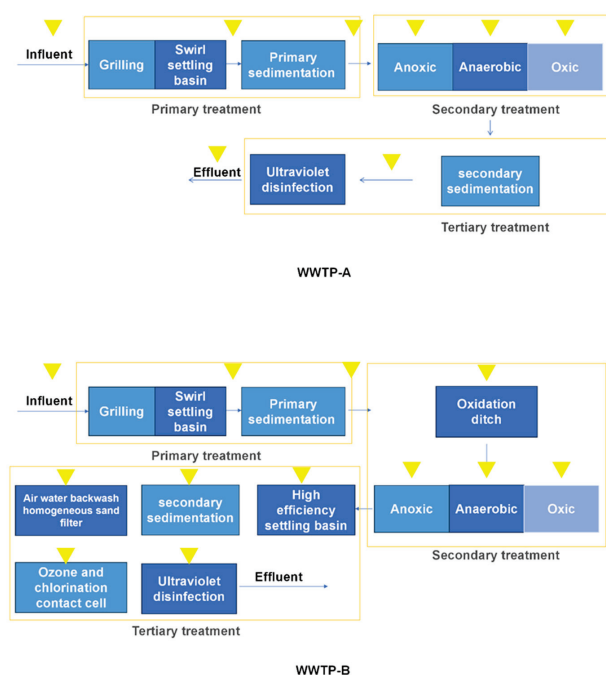 Influent
Grilling
Swirl
settling
basin
Primary
sedimentation
Primary treatment
Anoxic
Anaerobic
Oxic
Secondary treatment
Effluent
Ultraviolet
disinfection
secondary
sedimentation
Tertiary treatment
WWTP-A
Influent
Grilling
Swirl
settling
basin
Primary
sedimentation
Primary treatment
Oxidation
ditch
Anoxic
Anaerobic
Oxic
Secondary treatment
Air water backwash
homogeneous sand
filter
secondary
sedimentation
High
efficiency
settling basin
Ozone and
chlorination
contact cell
Ultraviolet
disinfection
Effluent
Tertiary treatment
WWTP-B